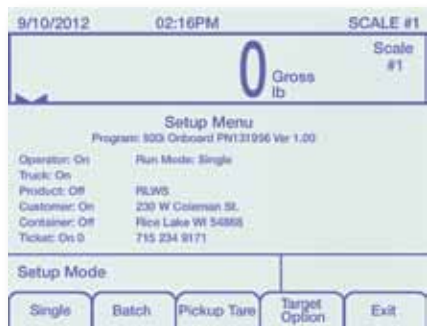 9/10/2012 02:16PM SCALE #1
0 Gross lb
Scale #1
Setup Menu
Program: 920i Onboard PN131956 Ver 1.00
Operator: On Run Mode: Single
Truck: On
Product: Off RLWS
Customer: On 230 W Coleman St.
Container: Off Rice Lake WI 54868
Ticket: On 0 715 234 9171
Setup Mode
Single Batch Pickup Tare Target Option Exit